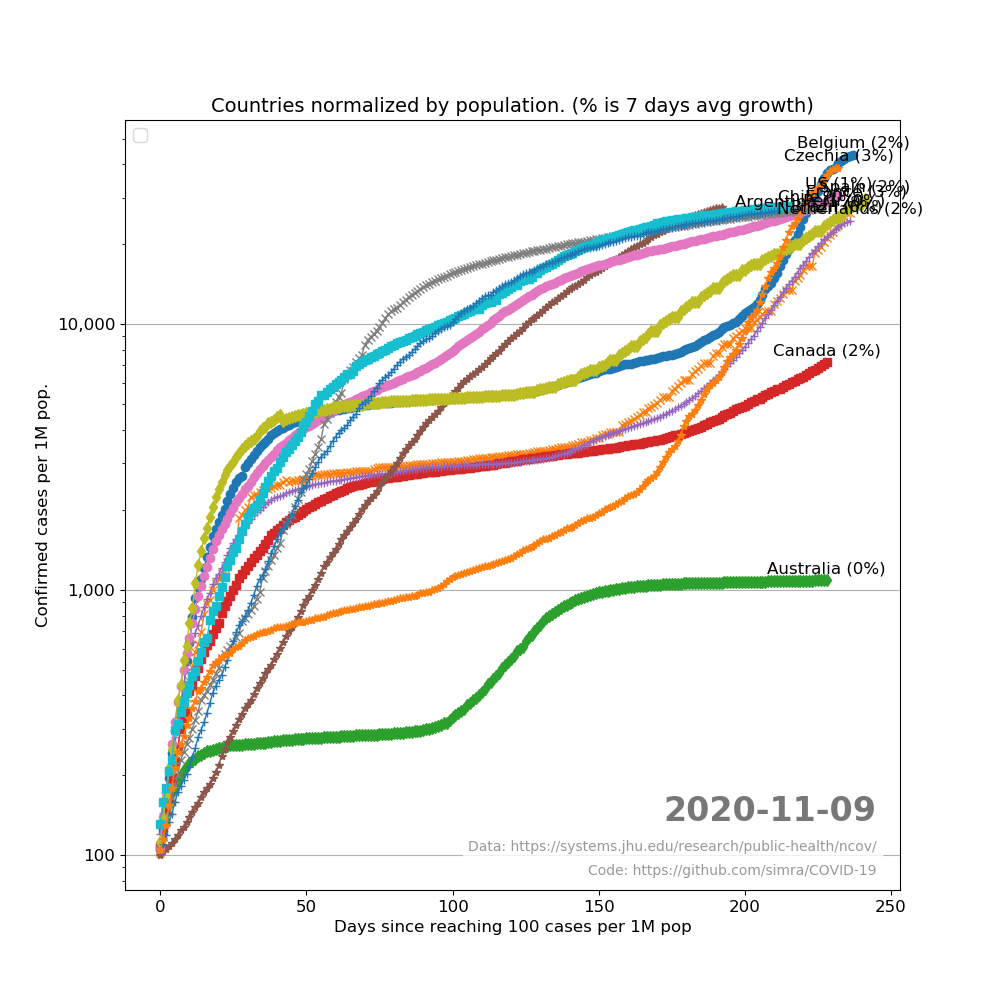 Countries normalized by population. (% is 7 days avg growth)
Belgium (2%)
Czechia (3%)
US (1%)
Netherlands (2%)
10,000
Canada (2%)
Australia (0%)
1,000
100
Confirmed cases per 1M pop.
2020-11-09
Data: https://systems.jhu.edu/research/public-health/ncov/
Code: https://github.com/simra/COVID-19
0
50
100
150
200
250
Days since reaching 100 cases per 1M pop